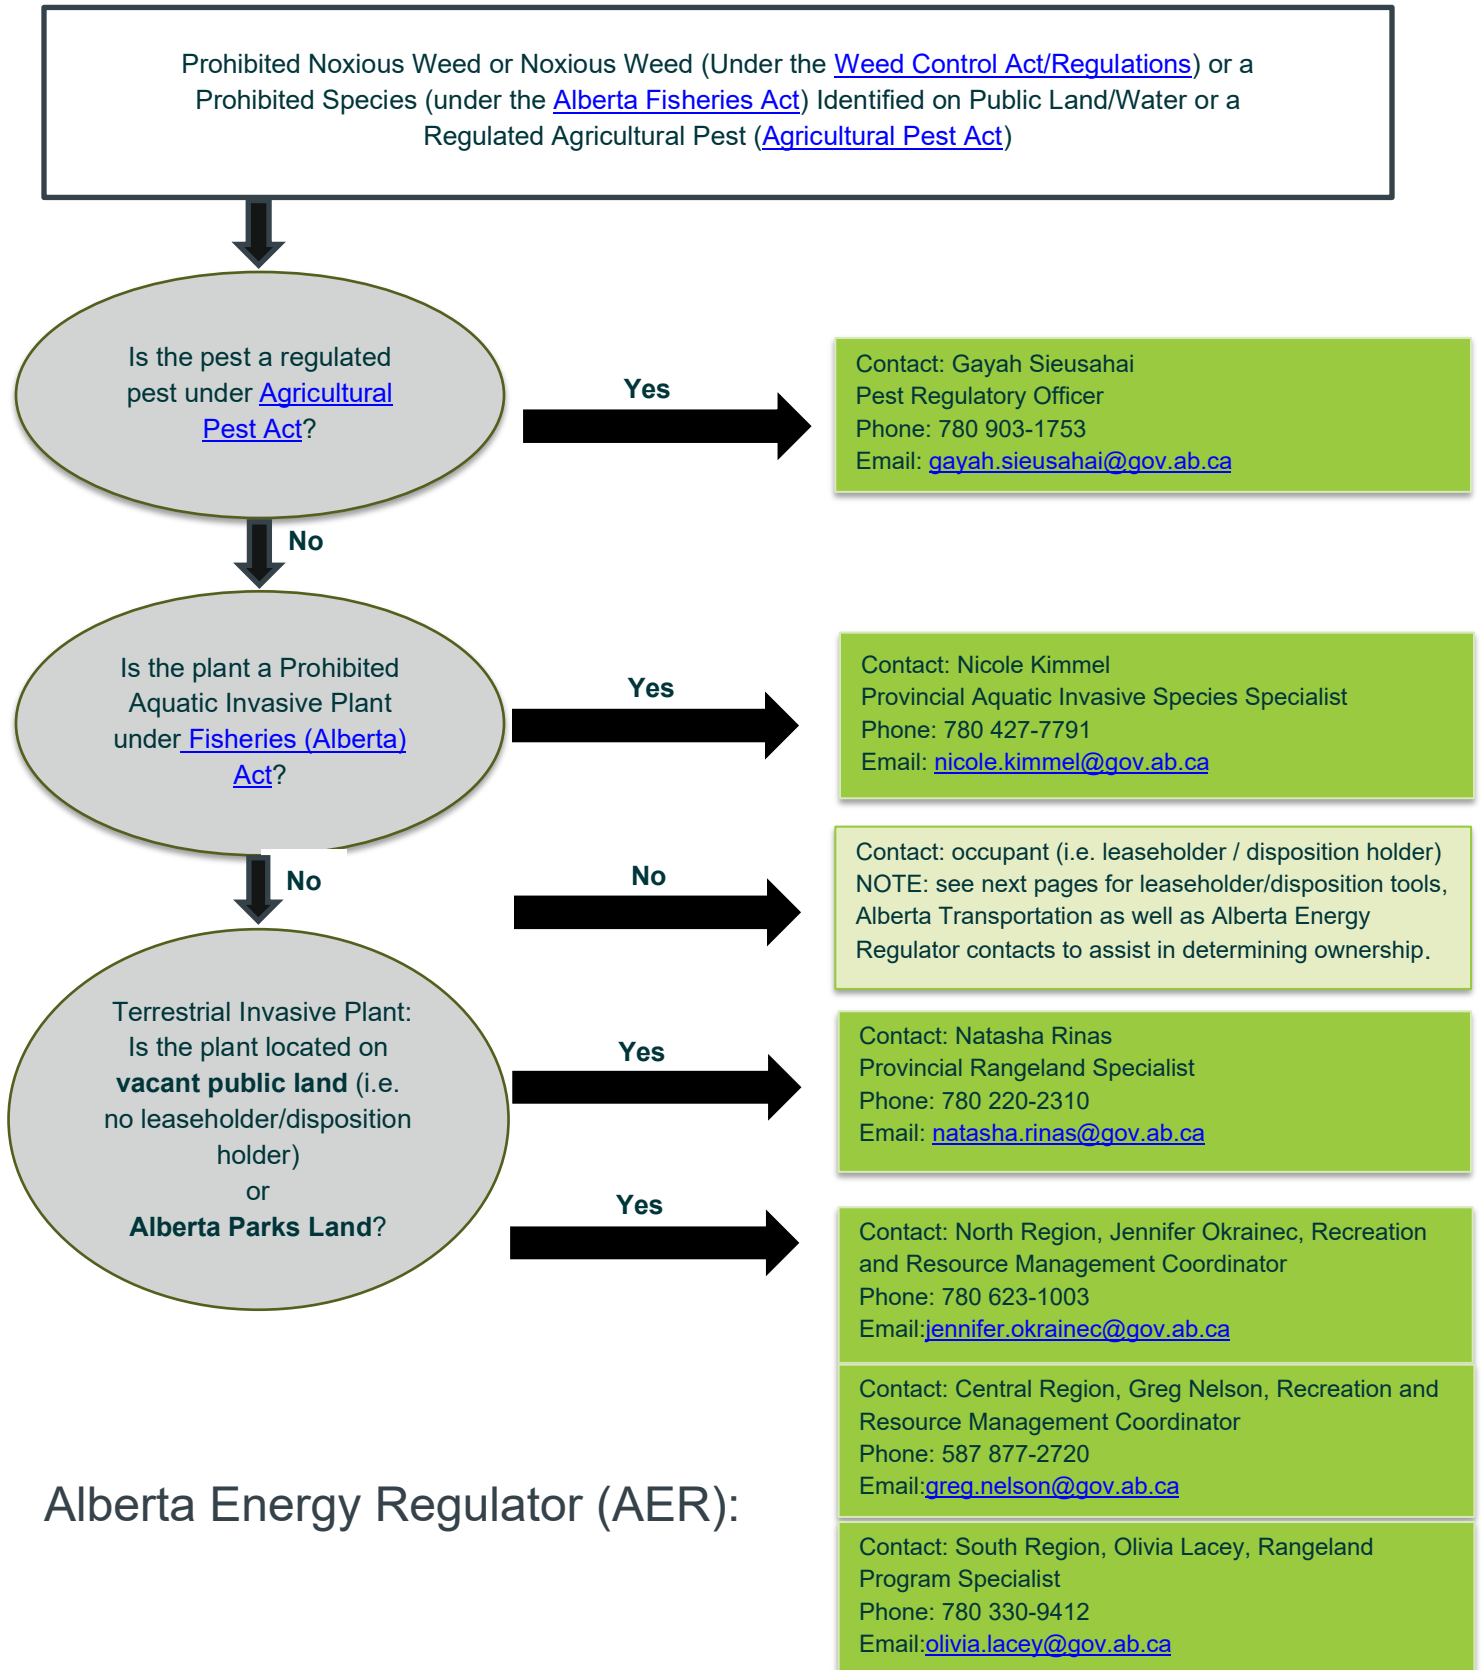 Prohibited Noxious Weed or Noxious Weed (Under the Weed Control Act/Regulations) or a
Prohibited Species (under the Alberta Fisheries Act) Identified on Public Land/Water or a
Regulated Agricultural Pest (Agricultural Pest Act)
Is the pest a regulated
pest under Agricultural
Pest Act?
Yes
Contact: Gayah Sieusahai
Pest Regulatory Officer
Phone: 780 903-1753
Email: gayah.sieusahai@gov.ab.ca
No
Is the plant a Prohibited
Aquatic Invasive Plant
under Fisheries (Alberta)
Act?
Yes
Contact: Nicole Kimmel
Provincial Aquatic Invasive Species Specialist
Phone: 780 427-7791
Email: nicole.kimmel@gov.ab.ca
No
Terrestrial Invasive Plant:
Is the plant located on
vacant public land (i.e.
no leaseholder/disposition
holder)
or
Alberta Parks Land?
No
Contact: occupant (i.e. leaseholder / disposition holder)
NOTE: see next pages for leaseholder/disposition tools,
Alberta Transportation as well as Alberta Energy
Regulator contacts to assist in determining ownership.
Yes
Contact: Natasha Rinas
Provincial Rangeland Specialist
Phone: 780 220-2310
Email: natasha.rinas@gov.ab.ca
Yes
Contact: North Region, Jennifer Okrainec, Recreation
and Resource Management Coordinator
Phone: 780 623-1003
Email:jennifer.okrainec@gov.ab.ca
Contact: Central Region, Greg Nelson, Recreation and
Resource Management Coordinator
Phone: 587 877-2720
Email:greg.nelson@gov.ab.ca
Contact: South Region, Olivia Lacey, Rangeland
Program Specialist
Phone: 780 330-9412
Email:olivia.lacey@gov.ab.ca
Alberta Energy Regulator (AER):